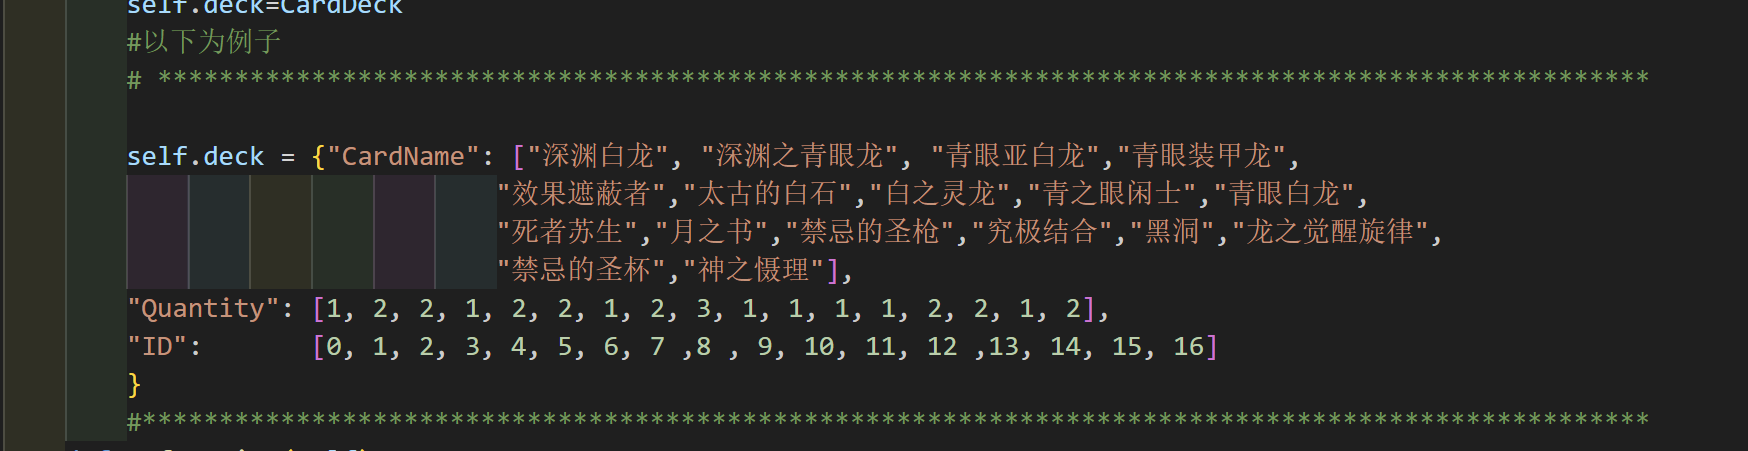 self.deck=CardDeck
#以下为例子
# *************************************************************************************************
self.deck = {"CardName": ["深渊白龙", "深渊之青眼龙", "青眼亚白龙","青眼装甲龙",
"效果遮蔽者","太古的白石","白之灵龙","青之眼闲士","青眼白龙",
"死者苏生","月之书","禁忌的圣枪","究极结合","黑洞","龙之觉醒旋律",
"禁忌的圣杯","神之慑理"],
"Quantity": [1, 2, 2, 1, 2, 2, 1, 2, 3, 1, 1, 1, 1, 2, 2, 1, 2],
"ID":       [0, 1, 2, 3, 4, 5, 6, 7 ,8 , 9, 10, 11, 12 ,13, 14, 15, 16]
}
#**************************************************************************************************